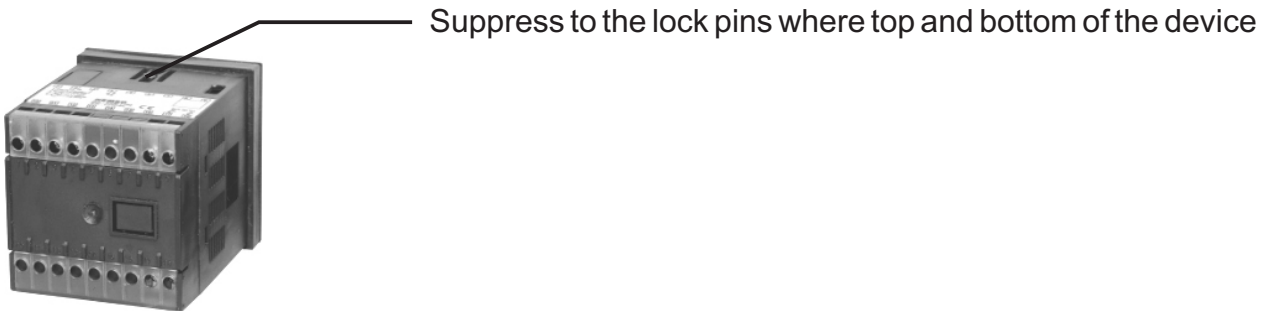 Suppress to the lock pins where top and bottom of the device